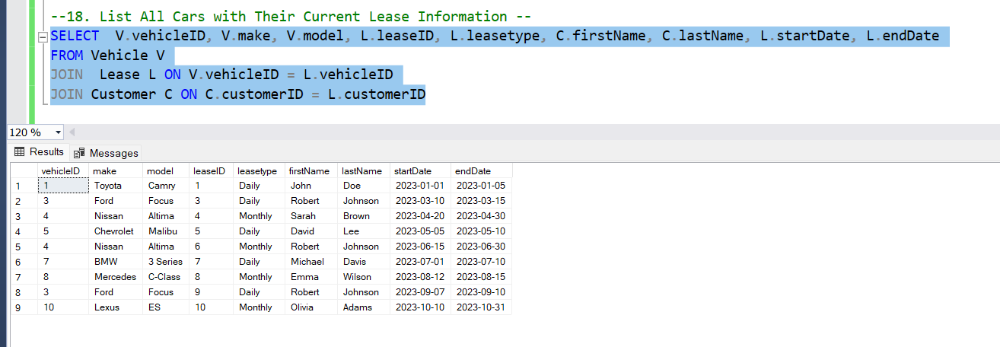 --18. List All Cars with Their Current Lease Information --
SELECT  V.vehicleID, V.make, V.model, L.leaseID, L.leasetype, C.firstName, C.lastName, L.startDate, L.endDate
FROM Vehicle V
JOIN  Lease L ON V.vehicleID = L.vehicleID
JOIN Customer C ON C.customerID = L.customerID
120 %
Results Messages
vehicleID make model leaseID leasetype firstName lastName startDate endDate
1 1 Toyota Camry 1 Daily John Doe 2023-01-01 2023-01-05
2 3 Ford Focus 3 Daily Robert Johnson 2023-03-10 2023-03-15
3 4 Nissan Altima 4 Monthly Sarah Brown 2023-04-20 2023-04-30
4 5 Chevrolet Malibu 5 Daily David Lee 2023-05-05 2023-05-10
5 4 Nissan Altima 6 Monthly Robert Johnson 2023-06-15 2023-06-30
6 7 BMW 3 Series 7 Daily Michael Davis 2023-07-01 2023-07-10
7 8 Mercedes C-Class 8 Monthly Emma Wilson 2023-08-12 2023-08-15
8 3 Ford Focus 9 Daily Robert Johnson 2023-09-07 2023-09-10
9 10 Lexus ES 10 Monthly Olivia Adams 2023-10-10 2023-10-31